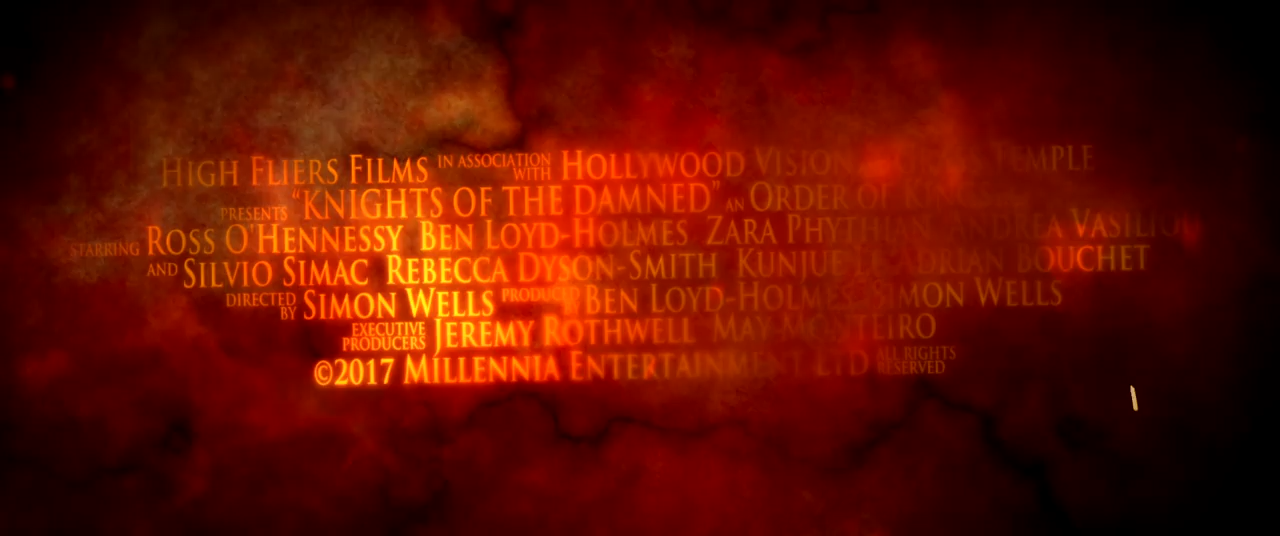 HIGH FLIERS FILMS IN ASSOCIATION WITH HOLLYWOOD VISION TEMPLE
PRESENTS "KNIGHTS OF THE DAMNED" AN ORDER OF
STARRING ROSS O'HENNESSY BEN LOYD-HOLMES ZARA PHYTHIAN ANDREA VASILIOU
AND SILVIO SIMAC REBECCA DYSON-SMITH ADRIAN BOUCHET
DIRECTED BY SIMON WELLS BEN LOYD-HOLMES SIMON WELLS
EXECUTIVE PRODUCERS JEREMY ROTHWELL MAY MONTEIRO
©2017 MILLENNIA ENTERTAINMENT LTD ALL RIGHTS RESERVED